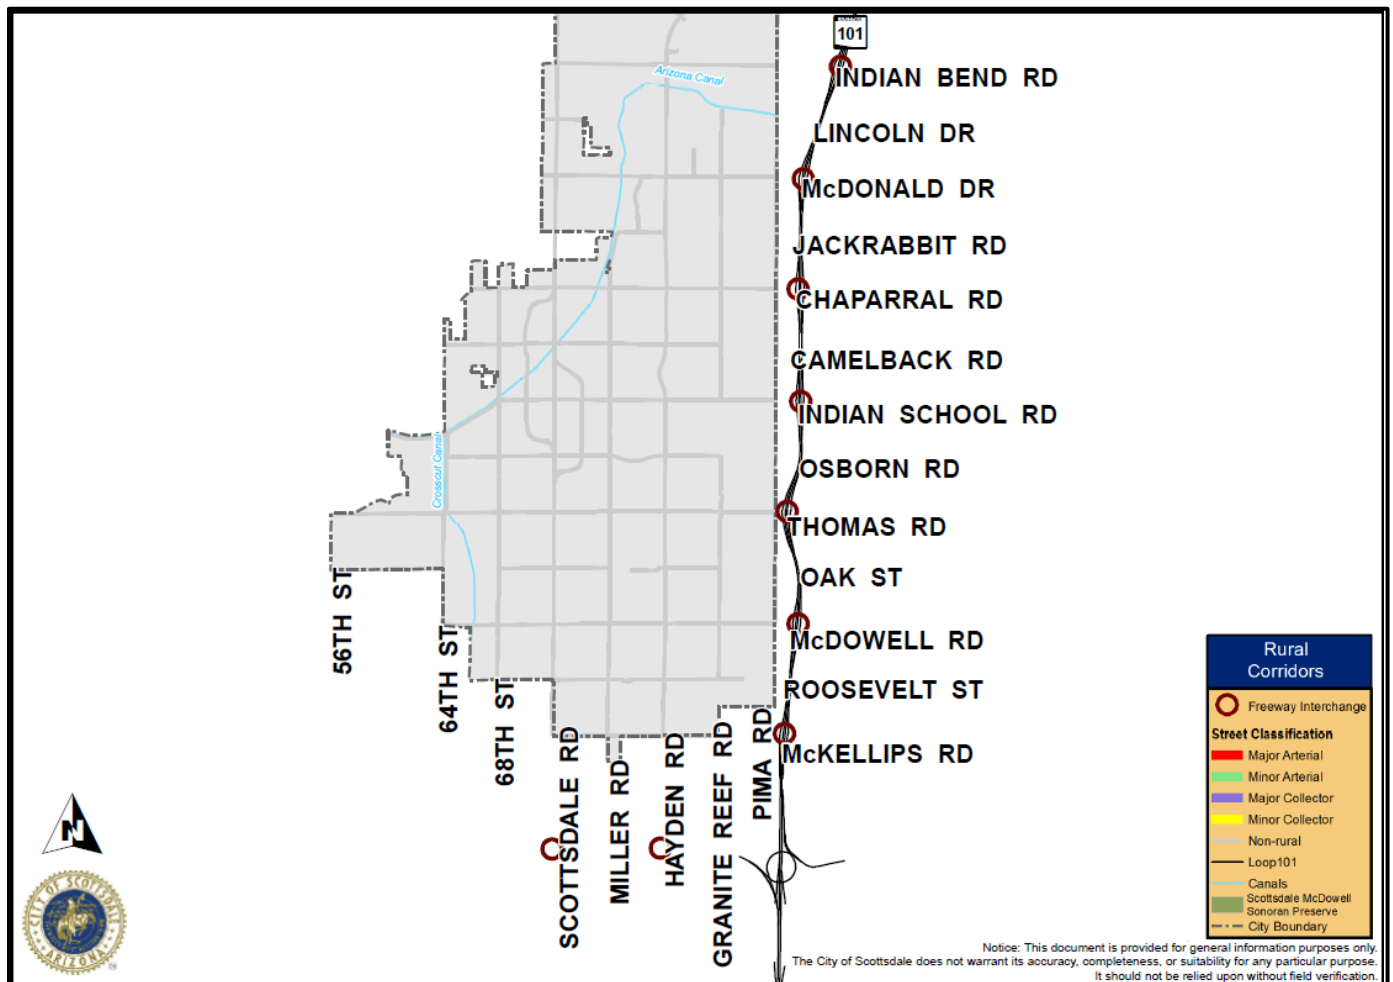 101
Arizona Canal
INDIAN BEND RD
LINCOLN DR
McDONALD DR
JACKRABBIT RD
CHAPARRAL RD
CAMELBACK RD
INDIAN SCHOOL RD
OSBORN RD
THOMAS RD
OAK ST
McDOWELL RD
ROOSEVELT ST
McKELLIPS RD
Crosscut Canal
56TH ST
64TH ST
68TH ST
SCOTTSDALE RD
MILLER RD
HAYDEN RD
GRANITE REEF RD
PIMA RD
N
CITY OF SCOTTSDALE
ARIZONA
Rural
Corridors
Freeway Interchange
Street Classification
Major Arterial
Minor Arterial
Major Collector
Minor Collector
Non-rural
Loop101
Canals
Scottsdale McDowell
Sonoran Preserve
City Boundary
Notice: This document is provided for general information purposes only.
The City of Scottsdale does not warrant its accuracy, completeness, or suitability for any particular purpose.
It should not be relied upon without field verification.